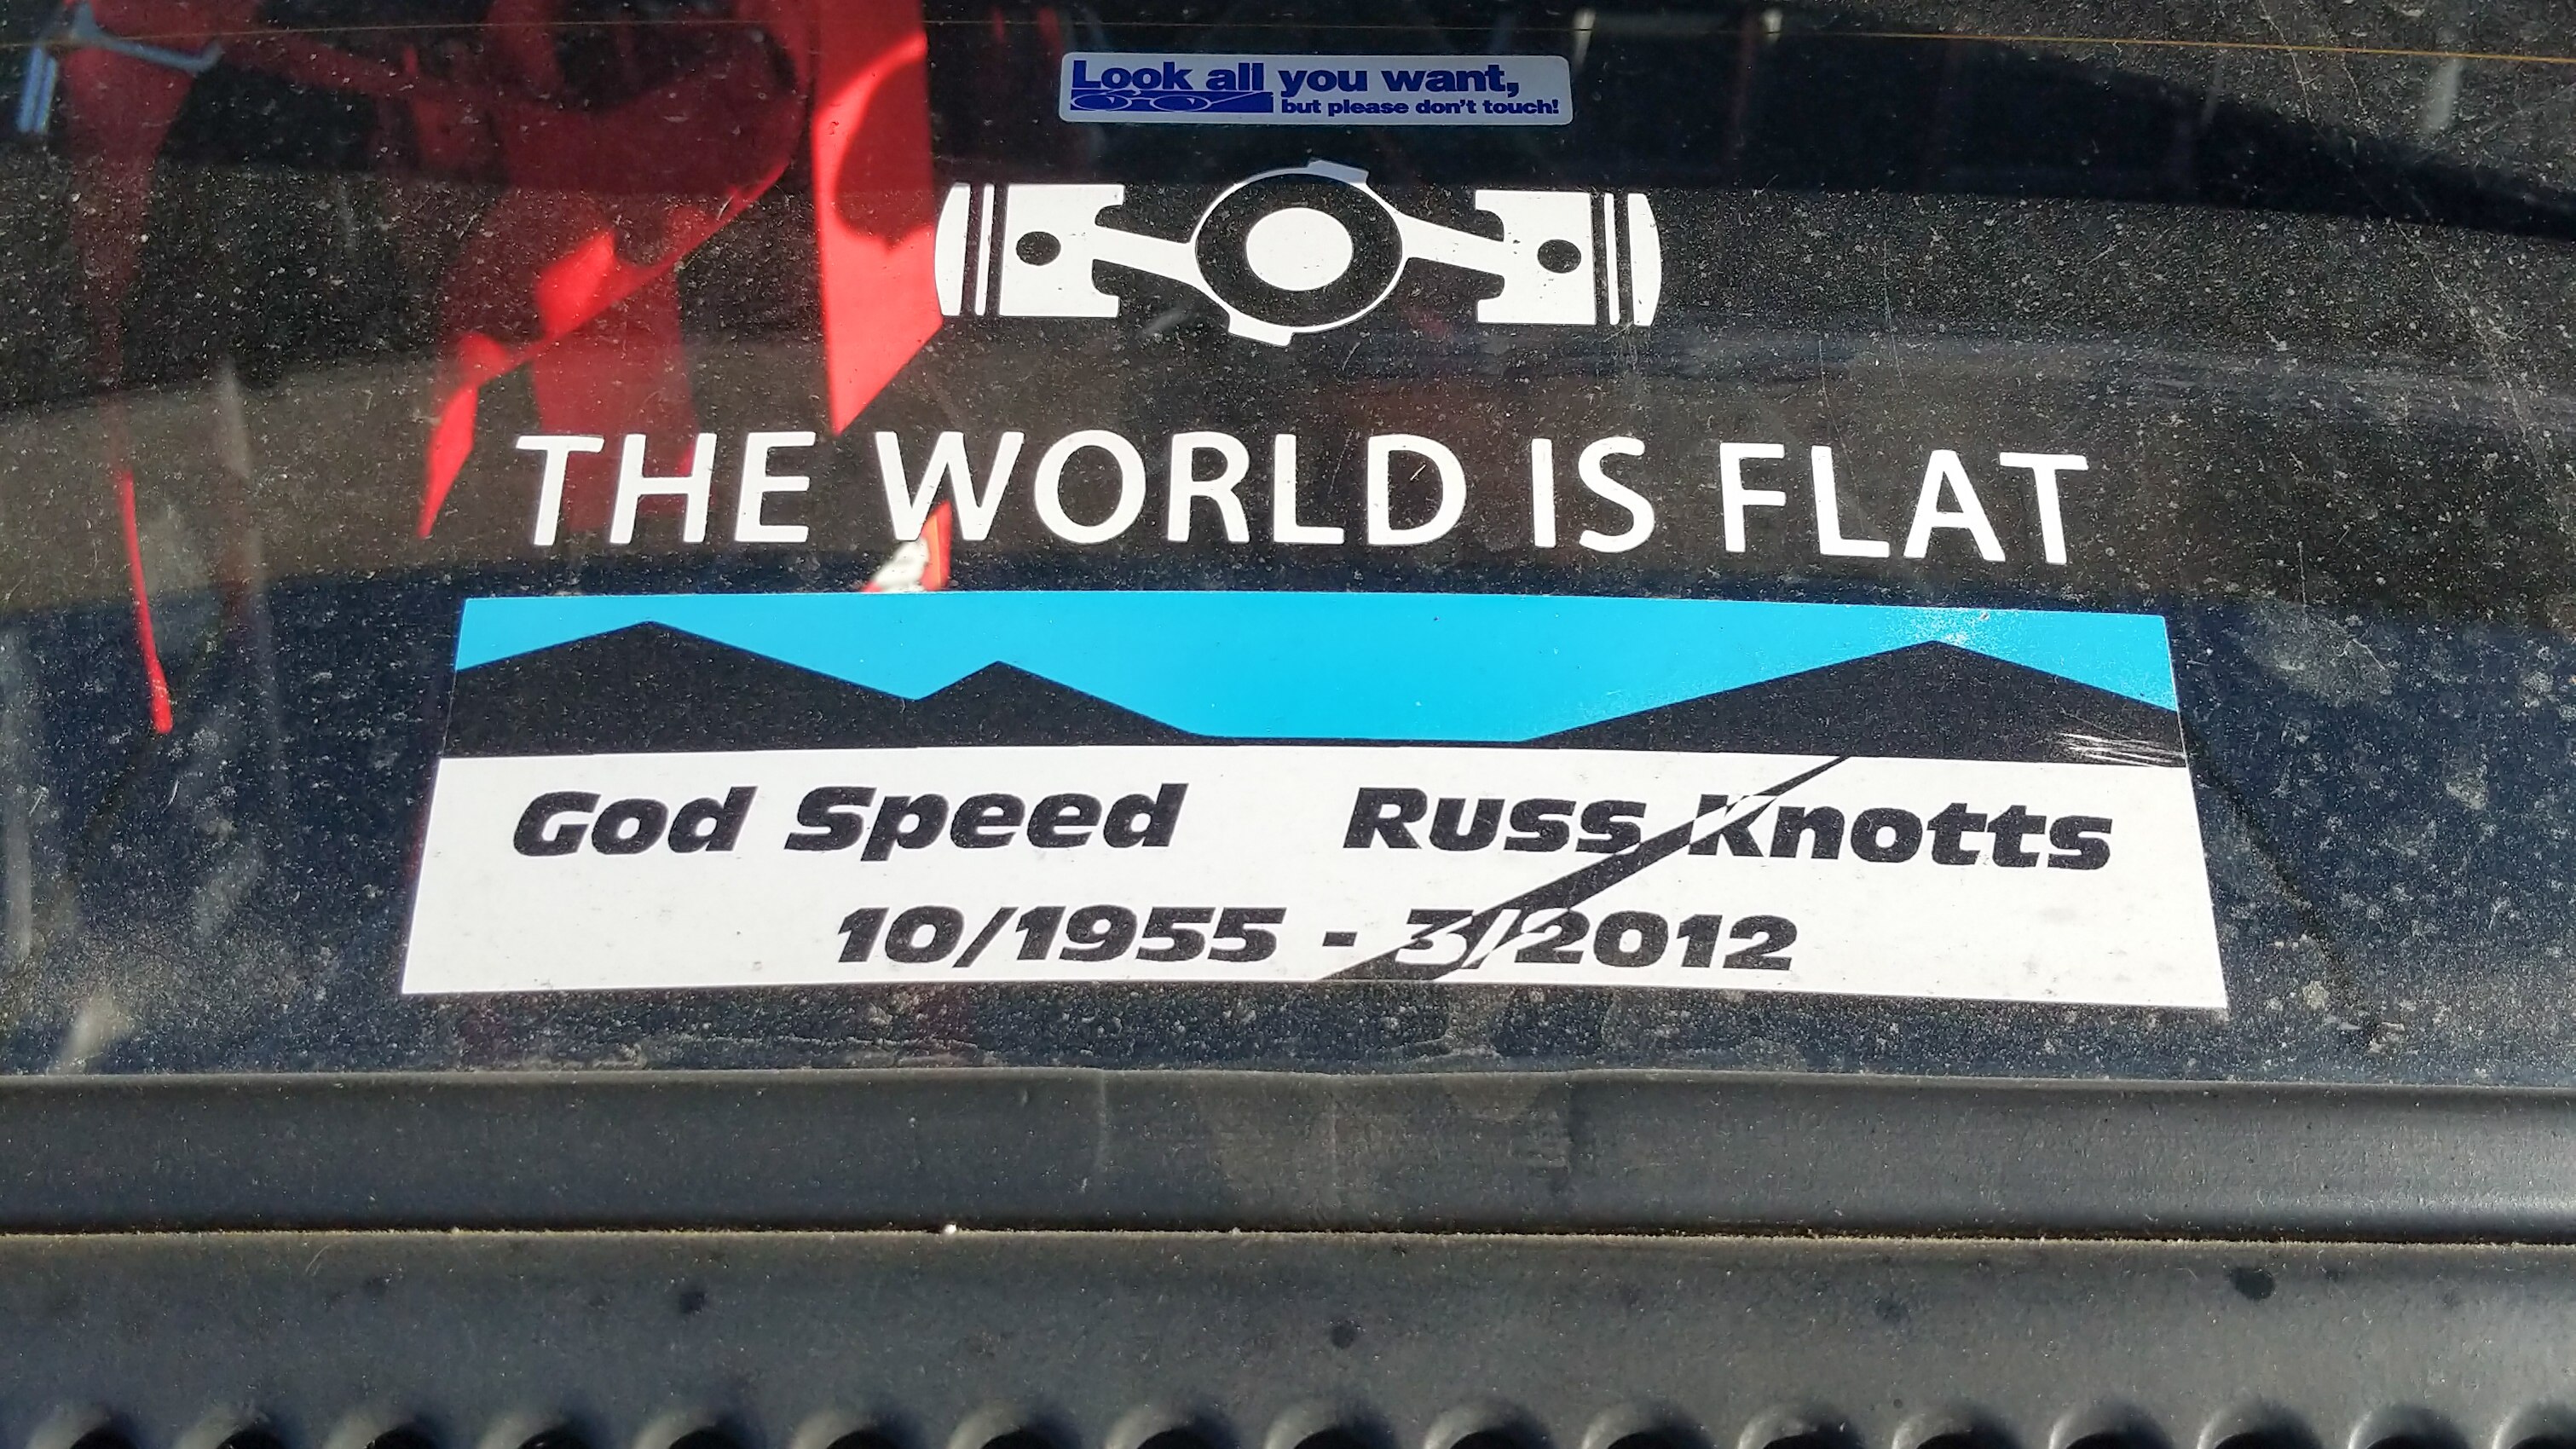 Look all you want,
but please don't touch!
THE WORLD IS FLAT
God Speed Russ Knotts
10/1955 - 3/2012